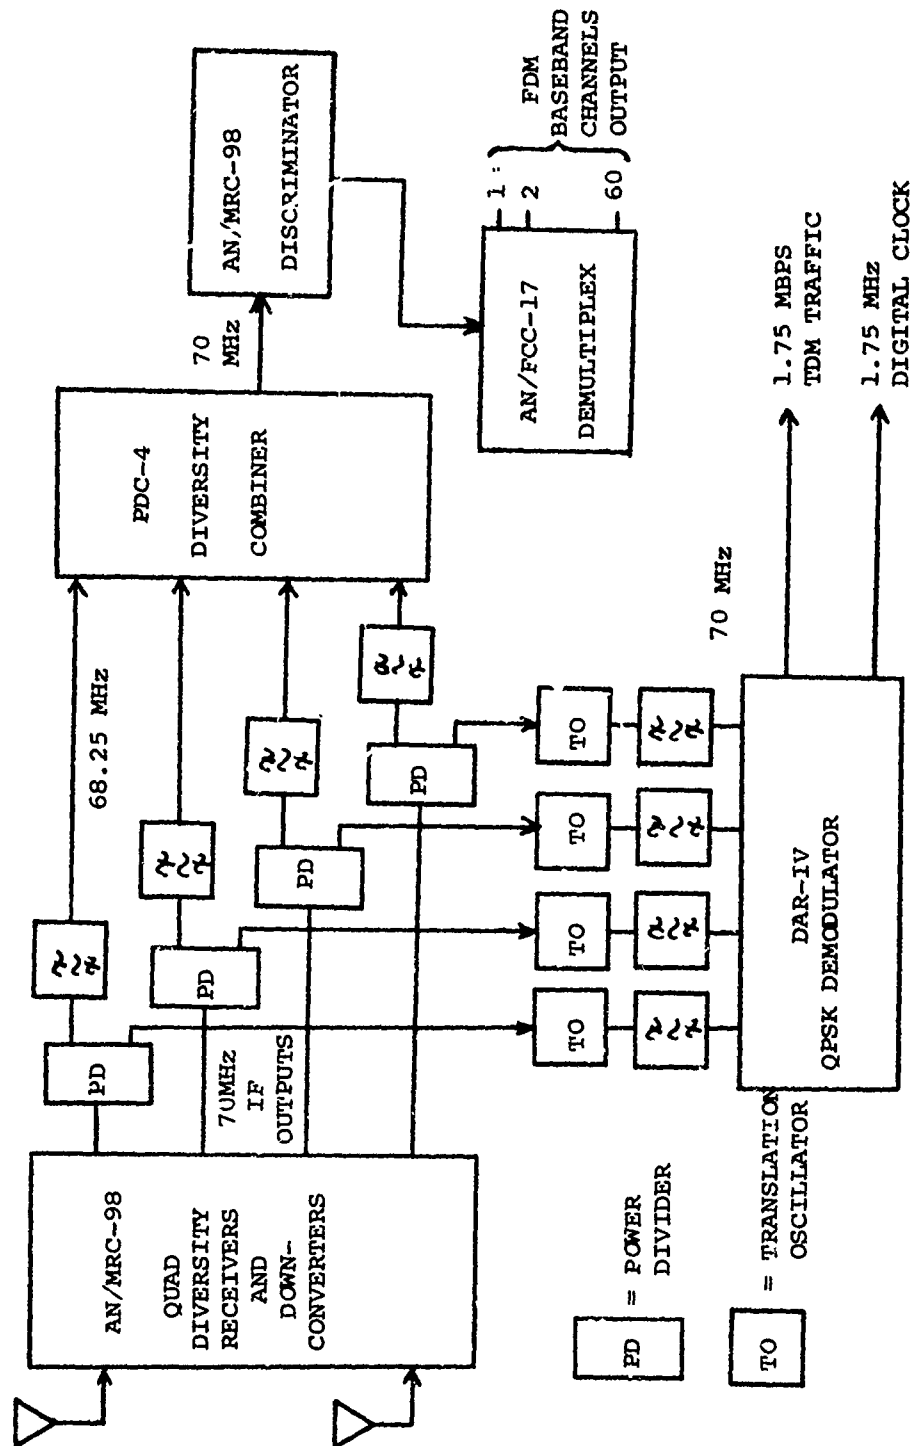 AN/MRC-98
QUAD
DIVERSITY
RECEIVERS
AND
DOWN-
CONVERTERS
70MHz
IF
OUTPUTS
PD
PD
PD
PD
68.25 MHz
PDC-4
DIVERSITY
COMBINER
70
MHz
AN/MRC-98
DISCRIMINATOR
AN/FCC-17
DEMULTIPLEX
1
2
60
FDM
BASEBAND
CHANNELS
OUTPUT
TO
TO
TO
TO
70 MHz
DAR-IV
QPSK DEMODULATOR
1.75 MBPS
TDM TRAFFIC
1.75 MHz
DIGITAL CLOCK
PD = POWER
DIVIDER
TO = TRANSLATION
OSCILLATOR